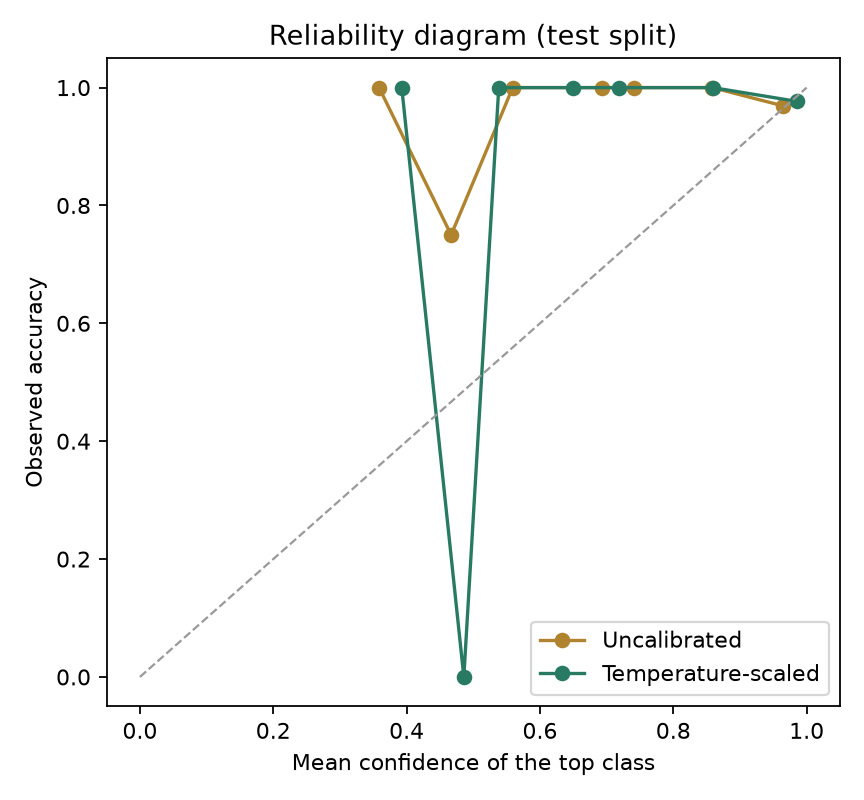 Reliability diagram (test split)
Observed accuracy
1.0
0.8
0.6
0.4
0.2
0.0
Uncalibrated
Temperature-scaled
0.0 0.2 0.4 0.6 0.8 1.0
Mean confidence of the top class